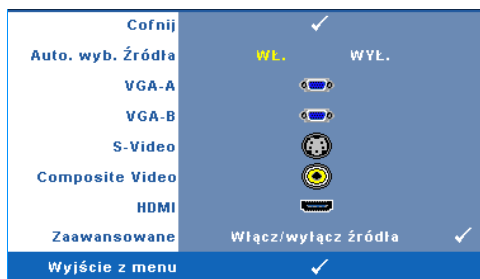 Cofnij
Auto. wyb. Źródła WŁ. WYŁ.
VGA-A
VGA-B
S-Video
Composite Video
HDMI
Zaawansowane Włącz/wyłącz źródła
Wyjście z menu